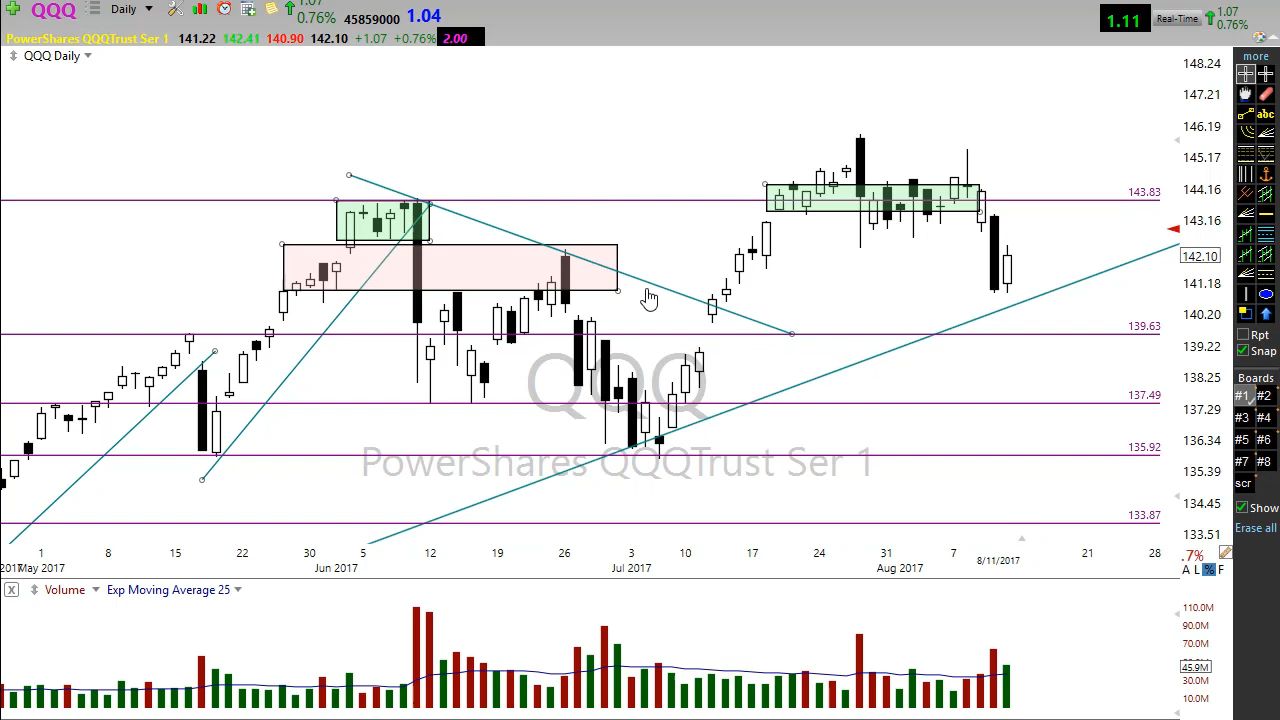 QQQ Daily 1.07 0.76% 45859000 1.04 1.11 Real-Time 1.07 0.76%
PowerShares QQQTrust Ser 1 141.22 142.41 140.90 142.10 +1.07 +0.76% 2.00
QQQ Daily
more
148.24
147.21
146.19
145.17
144.16
143.16
142.10
141.18
140.20
139.22
138.25
137.29
136.34
135.39
134.45
133.51
143.83
139.63
137.49
135.92
133.87
QQQ
PowerShares QQQTrust Ser 1
abc
Rpt
Snap
Boards
#1 #2
#3 #4
#5 #6
#7 #8
scr
Show
Erase all
1 8 15 22 30 5 12 19 26 3 10 17 24 31 7 8/11/2017 21 28
2017 May 2017 Jun 2017 Jul 2017 Aug 2017
.7%
A L % F
X Volume Exp Moving Average 25
110.0M
90.0M
70.0M
45.9M
30.0M
10.0M